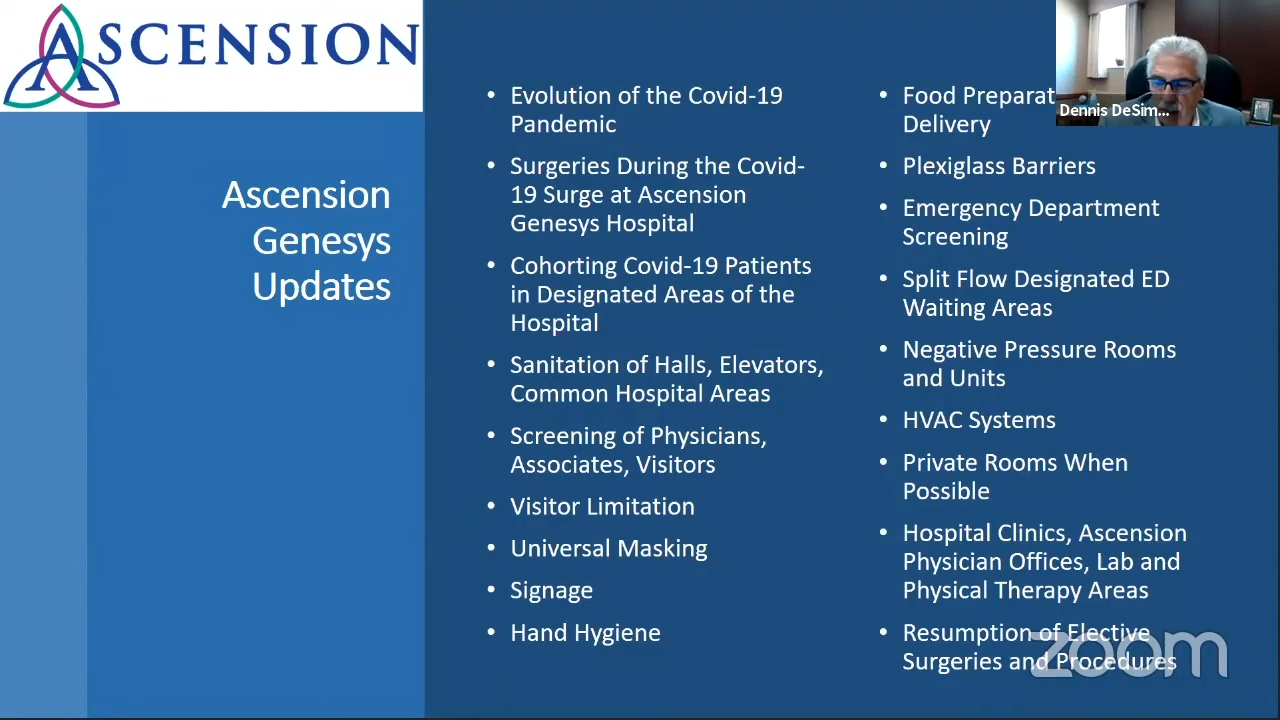 ASCENSION
Ascension
Genesys
Updates
• Evolution of the Covid-19
Pandemic
• Surgeries During the Covid-
19 Surge at Ascension
Genesys Hospital
• Cohorting Covid-19 Patients
in Designated Areas of the
Hospital
• Sanitation of Halls, Elevators,
Common Hospital Areas
• Screening of Physicians,
Associates, Visitors
• Visitor Limitation
• Universal Masking
• Signage
• Hand Hygiene
• Food
Delivery
• Plexiglass Barriers
• Emergency Department
Screening
• Split Flow Designated ED
Waiting Areas
• Negative Pressure Rooms
and Units
• HVAC Systems
• Private Rooms When
Possible
• Hospital Clinics, Ascension
Physician Offices, Lab and
Physical Therapy Areas
• Resumption of Elective
Surgeries and Procedures
Dennis DeSim...
zoom